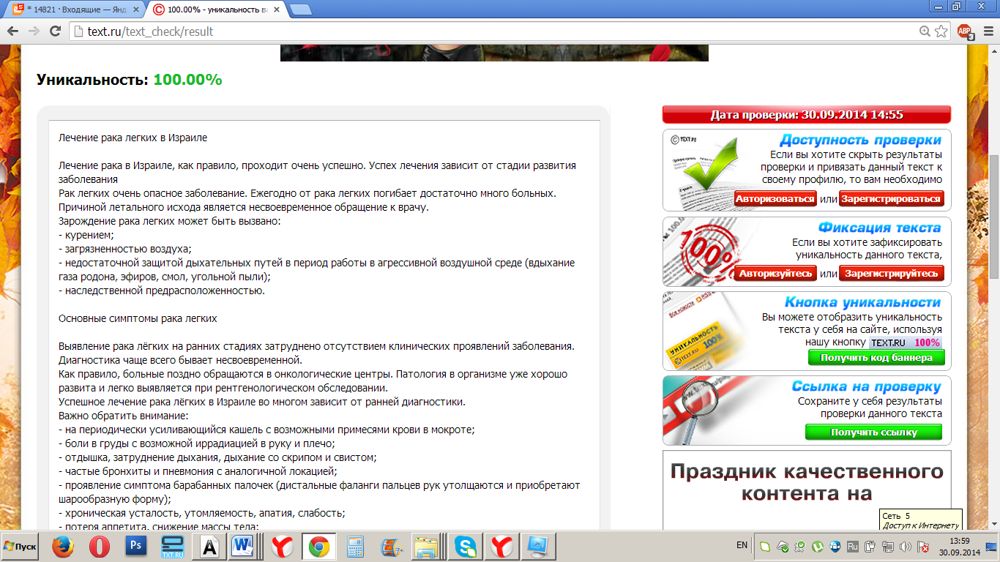 * 14821 · Входящие — Янд
100.00% - уникальность ва
text.ru/text_check/result
ABP
3
Уникальность: 100.00%
Лечение рака легких в Израиле
Лечение рака в Израиле, как правило, проходит очень успешно. Успех лечения зависит от стадии развития
заболевания
Рак легких очень опасное заболевание. Ежегодно от рака легких погибает достаточно много больных.
Причиной летального исхода является несвоевременное обращение к врачу.
Зарождение рака легких может быть вызвано:
- курением;
- загрязненностью воздуха;
- недостаточной защитой дыхательных путей в период работы в агрессивной воздушной среде (вдыхание
газа родона, эфиров, смол, угольной пыли);
- наследственной предрасположенностью.
Основные симптомы рака легких
Выявление рака лёгких на ранних стадиях затруднено отсутствием клинических проявлений заболевания.
Диагностика чаще всего бывает несвоевременной.
Как правило, больные поздно обращаются в онкологические центры. Патология в организме уже хорошо
развита и легко выявляется при рентгенологическом обследовании.
Успешное лечение рака лёгких в Израиле во многом зависит от ранней диагностики.
Важно обратить внимание:
- на периодически усиливающийся кашель с возможными примесями крови в мокроте;
- боли в груды с возможной иррадиацией в руку и плечо;
- отдышка, затруднение дыхания, дыхание со скрипом и свистом;
- частые бронхиты и пневмония с аналогичной локацией;
- проявление симптома барабанных палочек (дистальные фаланги пальцев рук утолщаются и приобретают
шарообразную форму);
- хроническая усталость, утомляемость, апатия, слабость;
- потеря аппетита, снижение массы тела;
Дата проверки: 30.09.2014 14:55
Доступность проверки
Если вы хотите скрыть результаты
проверки и привязать данный текст к
своему профилю, то вам необходимо
Авторизоваться или Зарегистрироваться
Фиксация текста
100%
Если вы хотите зафиксировать
уникальность данного текста,
Авторизуйтесь или Зарегистрируйтесь
Кнопка уникальности
УНИКАЛЬНОСТЬ
100%
Вы можете отобразить уникальность
текста у себя на сайте, используя
нашу кнопку TEXT.RU 100%
Получить код баннера
Ссылка на проверку
Сохраните у себя результаты
проверки данного текста
Получить ссылку
Праздник качественного
контента на
Сеть 5
Доступ к Интернету
Пуск
Ps
TXT.RU
A
W
EN
Ru
13:59
30.09.2014